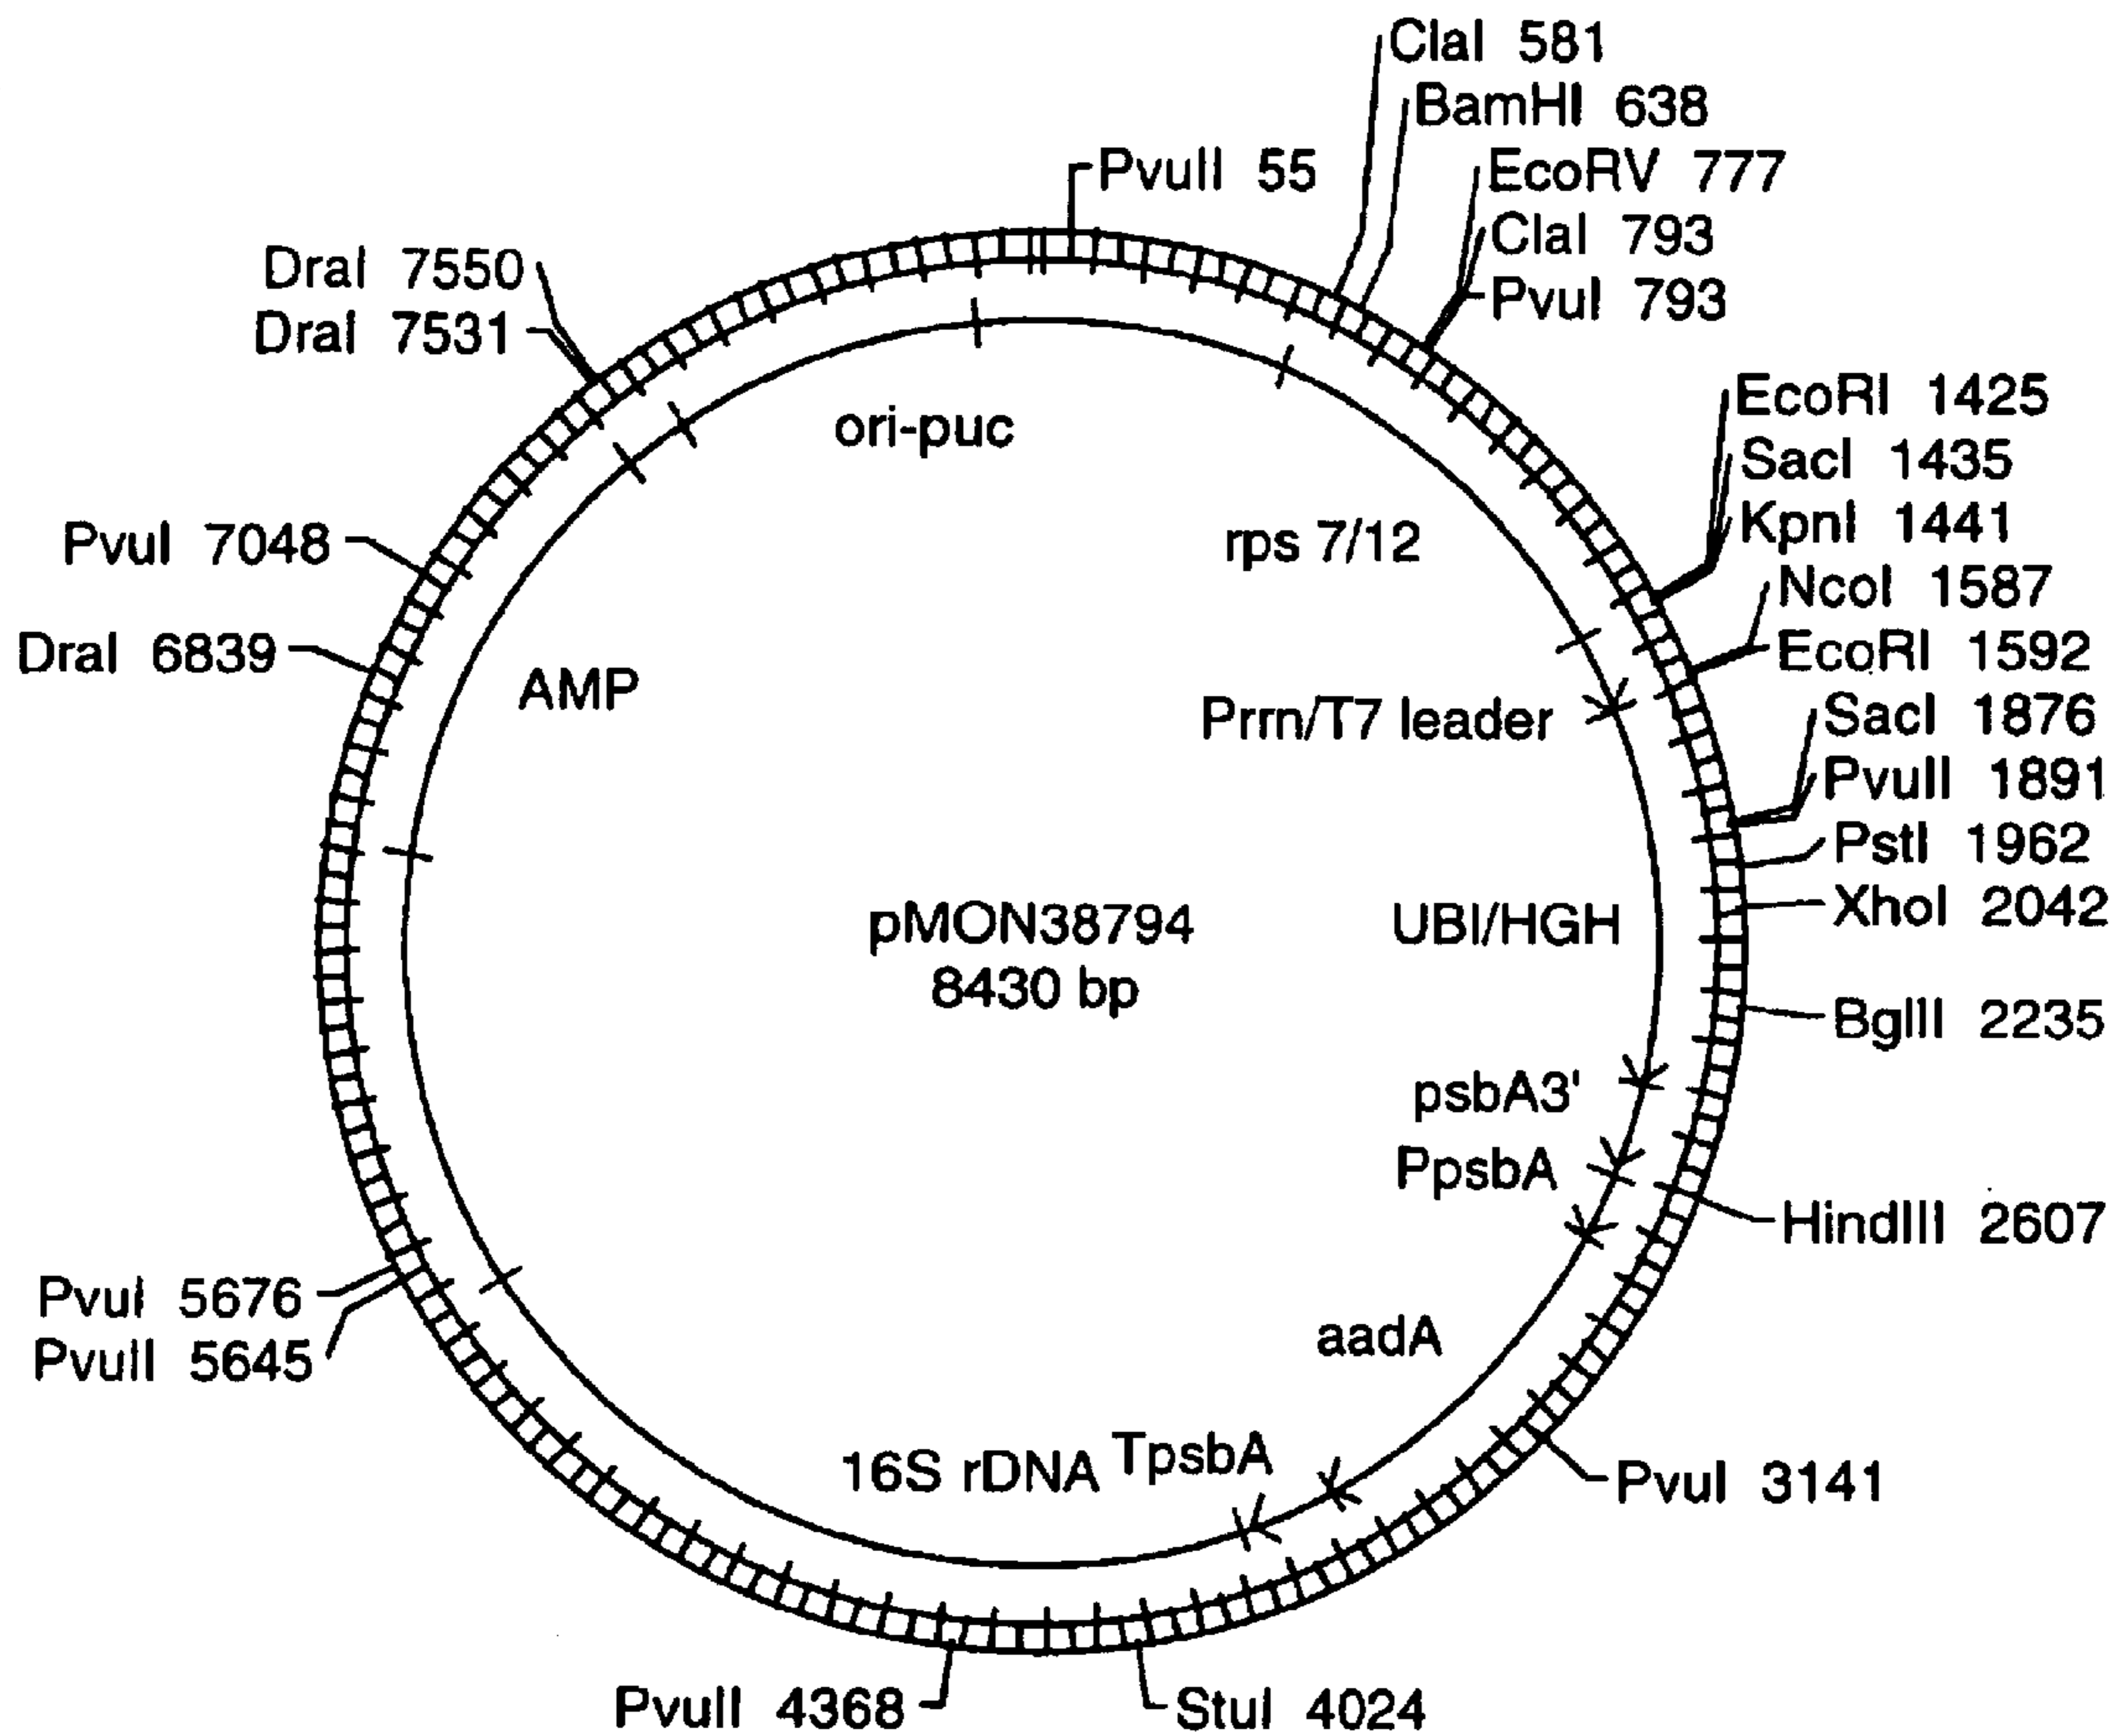 ClaI 581
BamHI 638
PvuII 55
EcoRV 777
ClaI 793
PvuI 793
DraI 7550
DraI 7531
EcoRI 1425
SacI 1435
KpnI 1441
NcoI 1587
EcoRI 1592
SacI 1876
PvuII 1891
PstI 1962
XhoI 2042
BglII 2235
HindIII 2607
PvuI 3141
StuI 4024
PvuII 4368
PvuII 5645
PvuI 5676
DraI 6839
PvuI 7048
ori-puc
rps 7/12
Prrn/T7 leader
UBI/HGH
psbA3'
PpsbA
aadA
TpsbA
16S rDNA
AMP
pMON38794
8430 bp